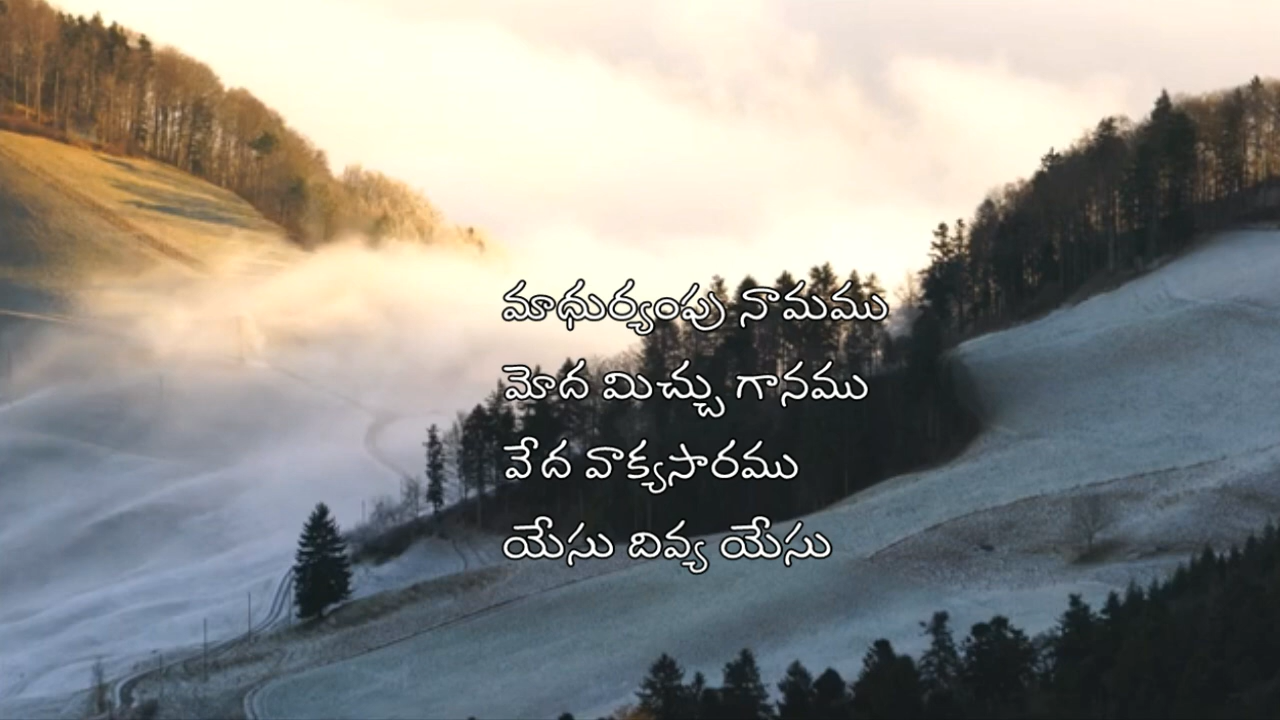 మాధుర్యంపు నామము
మోద మిచ్చు గానము
వేద వాక్యసారము
యేసు దివ్య యేసు